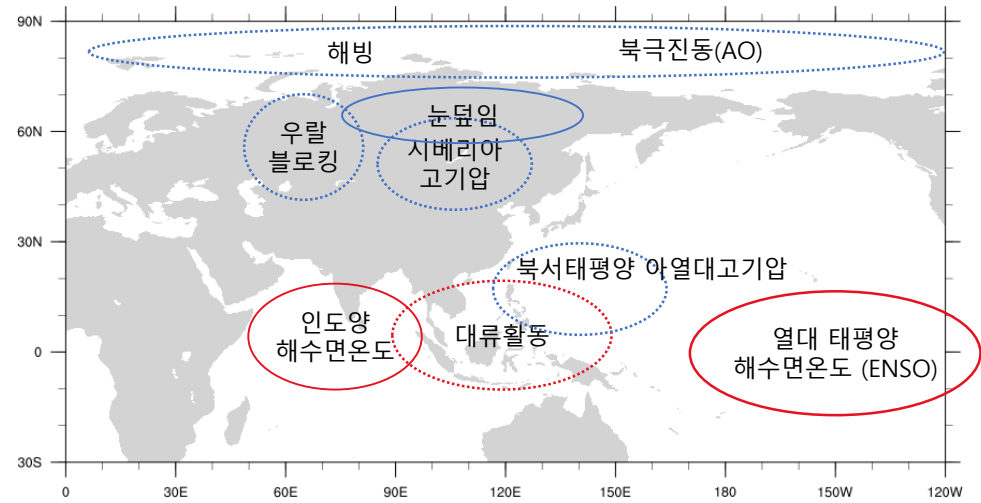 90N
해빙
북극진동(AO)
눈덮임
60N
우랄
블로킹
시베리아
고기압
30N
북서태평양 아열대고기압
인도양
해수면온도
대류활동
열대 태평양
해수면온도 (ENSO)
0
30S
0
30E
60E
90E
120E
150E
180
150W
120W